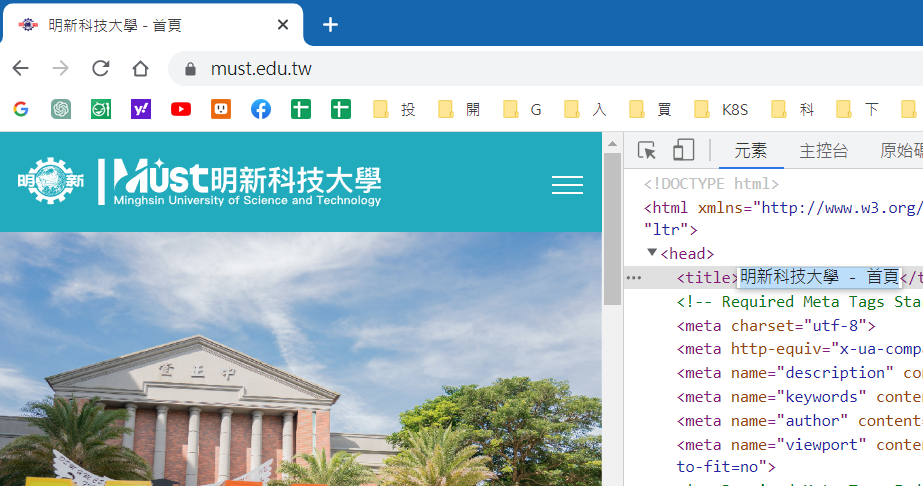 明新科技大學 - 首頁
must.edu.tw
G
y!
投
開
G
入
買
K8S
科
下
明 新
Must明新科技大學
Minghsin University of Science and Technology
堂正中
元素
主控台
原始碼
<!DOCTYPE html>
<html xmlns="http://www.w3.org/
"ltr">
<head>
<title>明新科技大學 - 首頁</t
<!-- Required Meta Tags Sta
<meta charset="utf-8">
<meta http-equiv="x-ua-comp
<meta name="description" co
<meta name="keywords" conte
<meta name="author" content
<meta name="viewport" conte
to-fit=no">